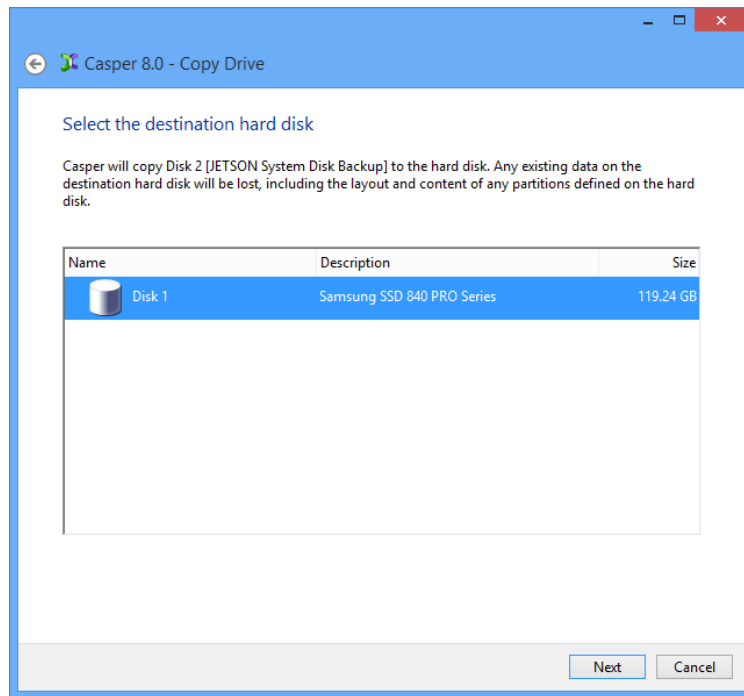 Casper 8.0 - Copy Drive
Select the destination hard disk
Casper will copy Disk 2 [JETSON System Disk Backup] to the hard disk. Any existing data on the
destination hard disk will be lost, including the layout and content of any partitions defined on the hard
disk.
Name Description Size
Disk 1 Samsung SSD 840 PRO Series 119.24 GB
Next Cancel